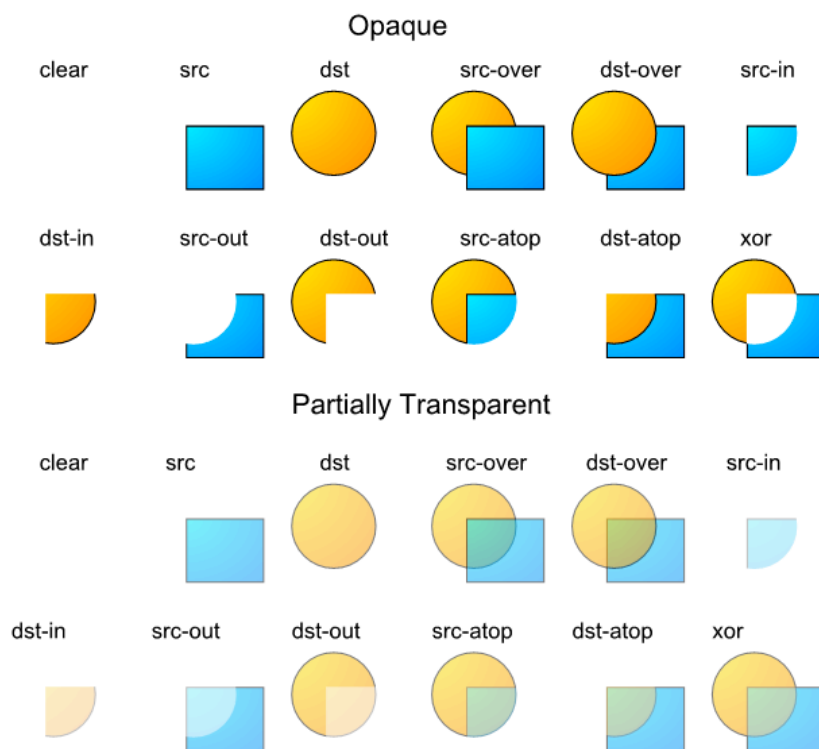 Opaque
clear src dst src-over dst-over src-in
dst-in src-out dst-out src-atop dst-atop xor
Partially Transparent
clear src dst src-over dst-over src-in
dst-in src-out dst-out src-atop dst-atop xor